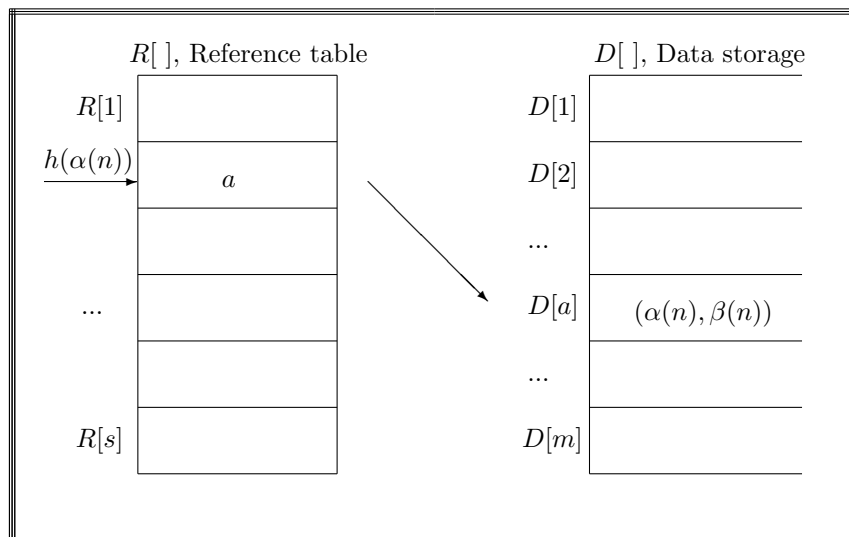 R[ ], Reference table
D[ ], Data storage
R[1]
D[1]
h(α(n))
a
D[2]
...
...
D[a]
(α(n), β(n))
...
R[s]
D[m]